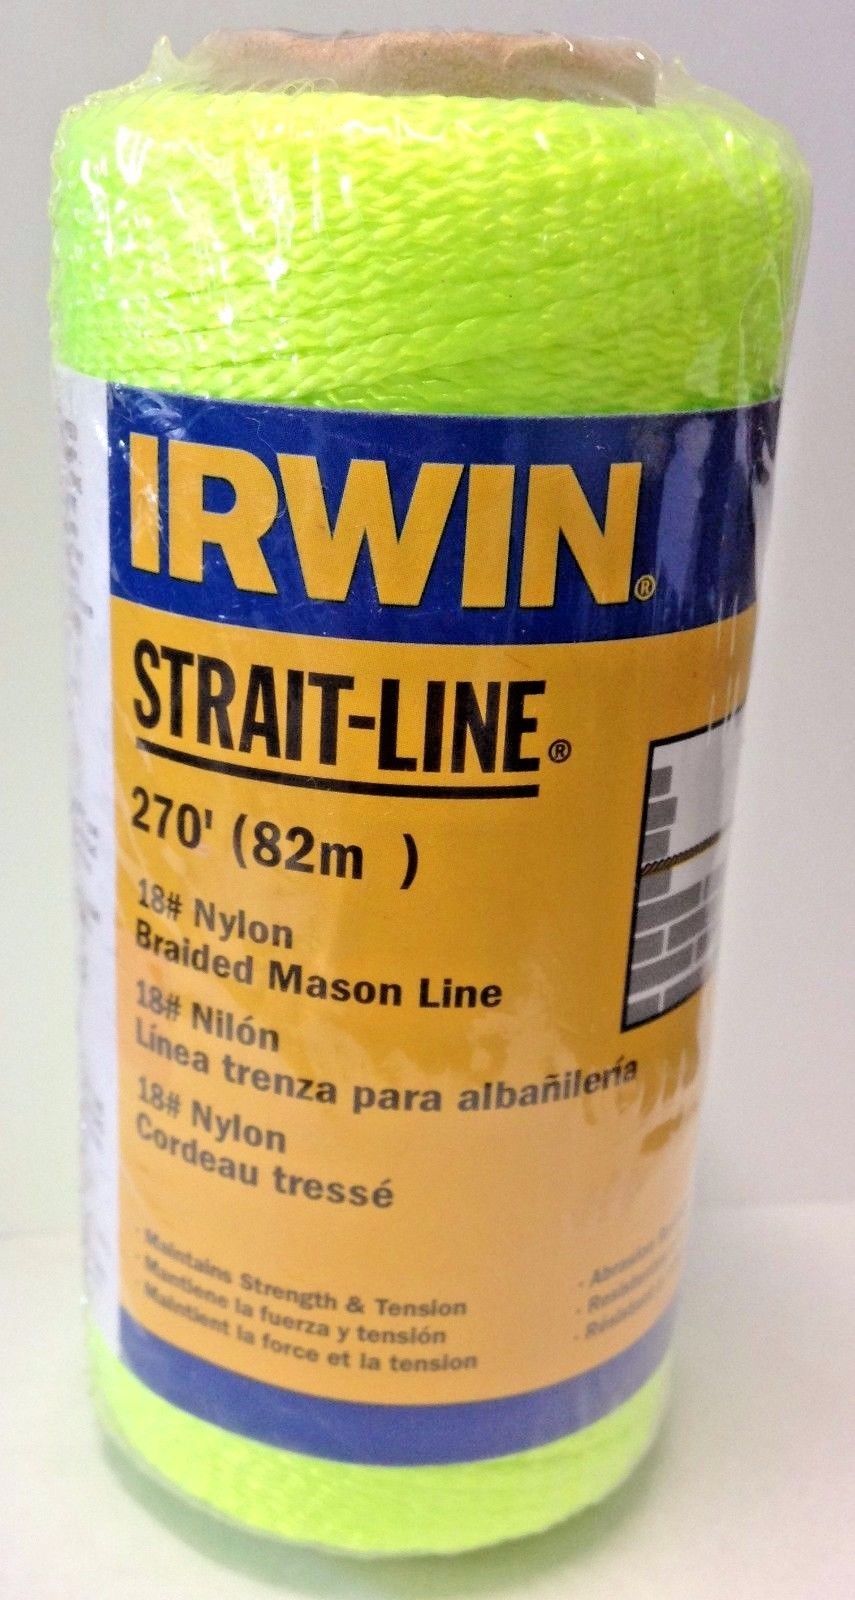 IRWIN®
STRAIT-LINE®
270' (82m )
18# Nylon
Braided Mason Line
18# Nilón
Línea trenza para albañilería
18# Nylon
Cordeau tressé
· Maintains Strength & Tension
· Mantiene la fuerza y tensión
· Maintient la force et la tension
· Abrasion